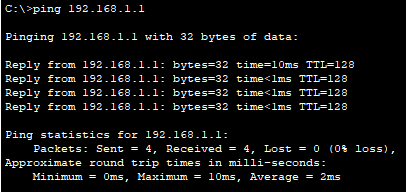 C:\>ping 192.168.1.1
Pinging 192.168.1.1 with 32 bytes of data:
Reply from 192.168.1.1: bytes=32 time=10ms TTL=128
Reply from 192.168.1.1: bytes=32 time<1ms TTL=128
Reply from 192.168.1.1: bytes=32 time<1ms TTL=128
Reply from 192.168.1.1: bytes=32 time<1ms TTL=128
Ping statistics for 192.168.1.1:
    Packets: Sent = 4, Received = 4, Lost = 0 (0% loss),
Approximate round trip times in milli-seconds:
    Minimum = 0ms, Maximum = 10ms, Average = 2ms